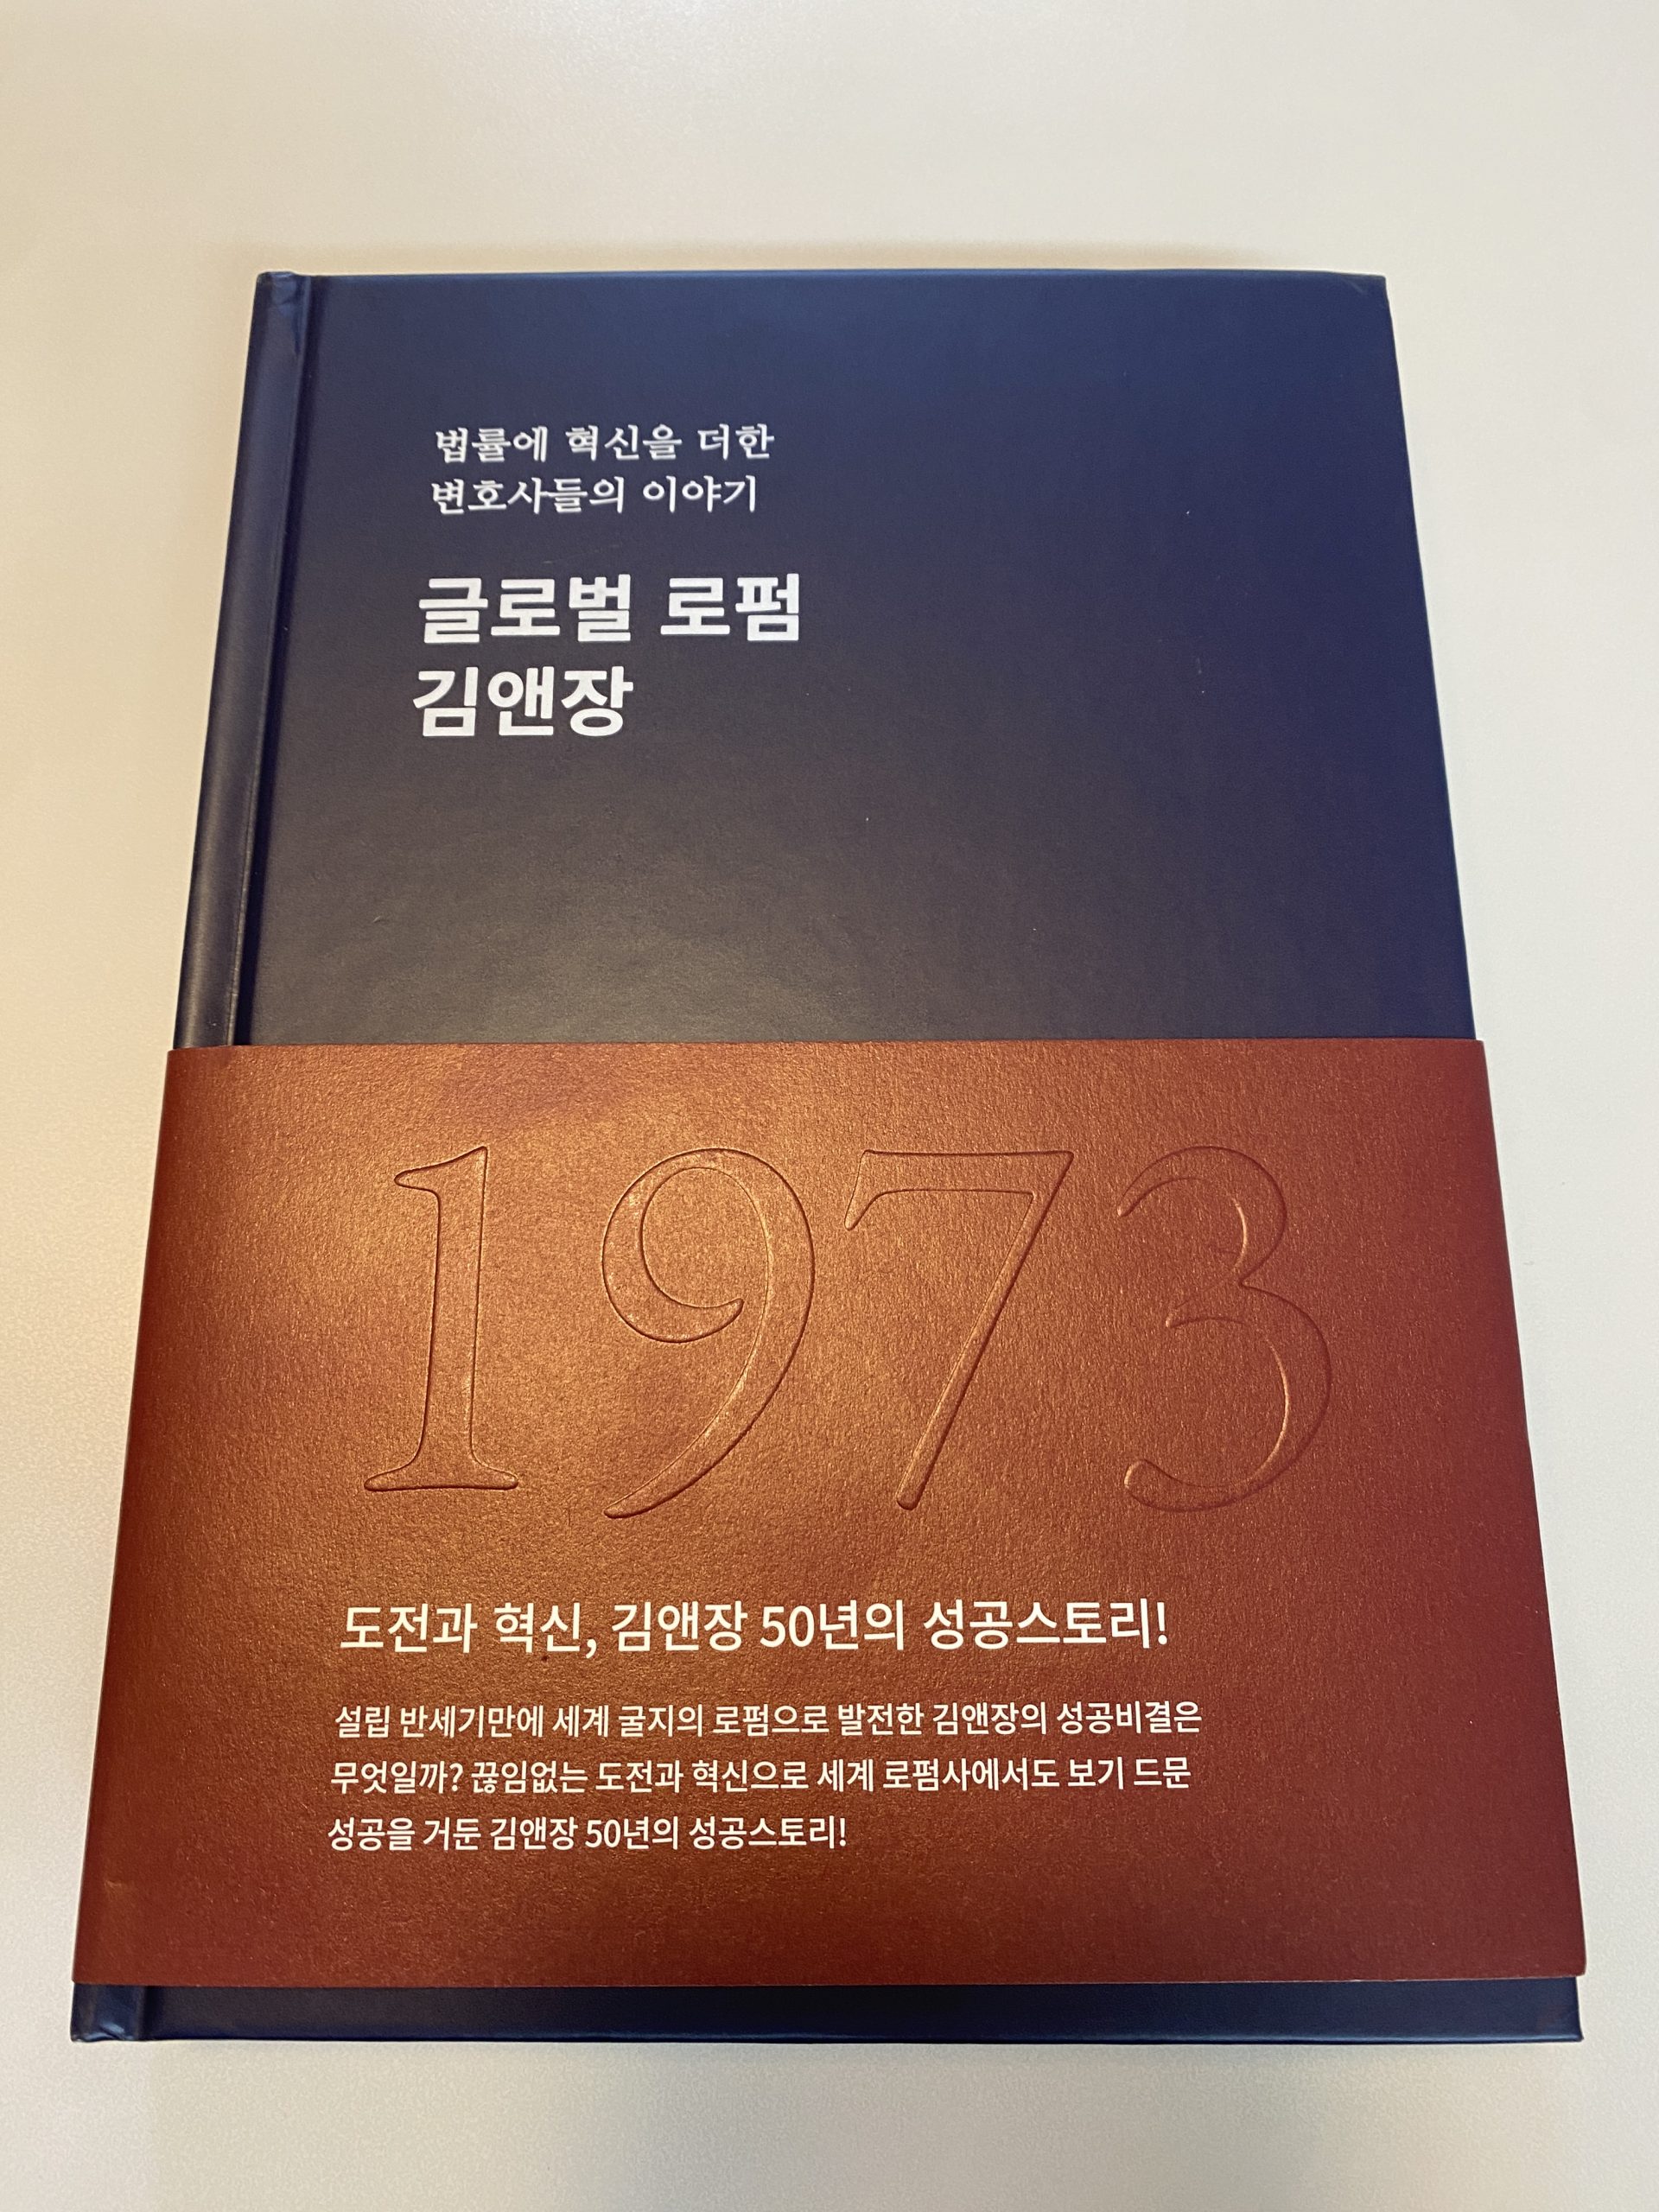 법률에 혁신을 더한
변호사들의 이야기
글로벌 로펌
김앤장
1973
도전과 혁신, 김앤장 50년의 성공스토리!
설립 반세기만에 세계 굴지의 로펌으로 발전한 김앤장의 성공비결은
무엇일까? 끊임없는 도전과 혁신으로 세계 로펌사에서도 보기 드문
성공을 거둔 김앤장 50년의 성공스토리!